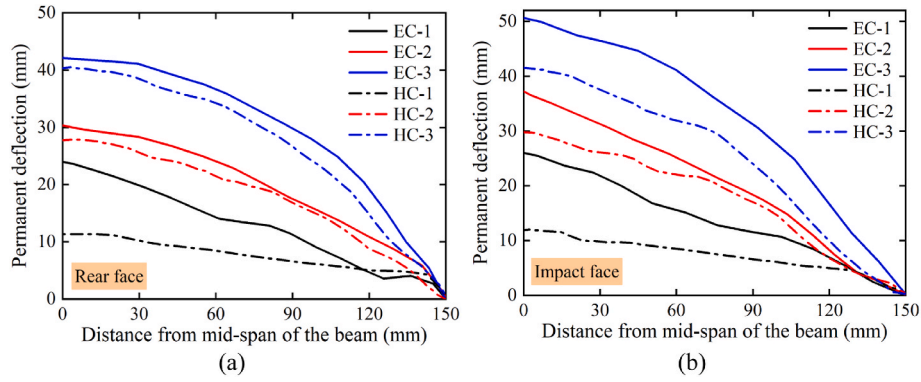 (a)
50
40
30
20
10
0
Permanent deflection (mm)
EC-1
EC-2
EC-3
HC-1
HC-2
HC-3
Rear face
0 30 60 90 120 150
Distance from mid-span of the beam (mm)
(a)
(b)
50
40
30
20
10
0
Permanent deflection (mm)
EC-1
EC-2
EC-3
HC-1
HC-2
HC-3
Impact face
0 30 60 90 120 150
Distance from mid-span of the beam (mm)
(b)